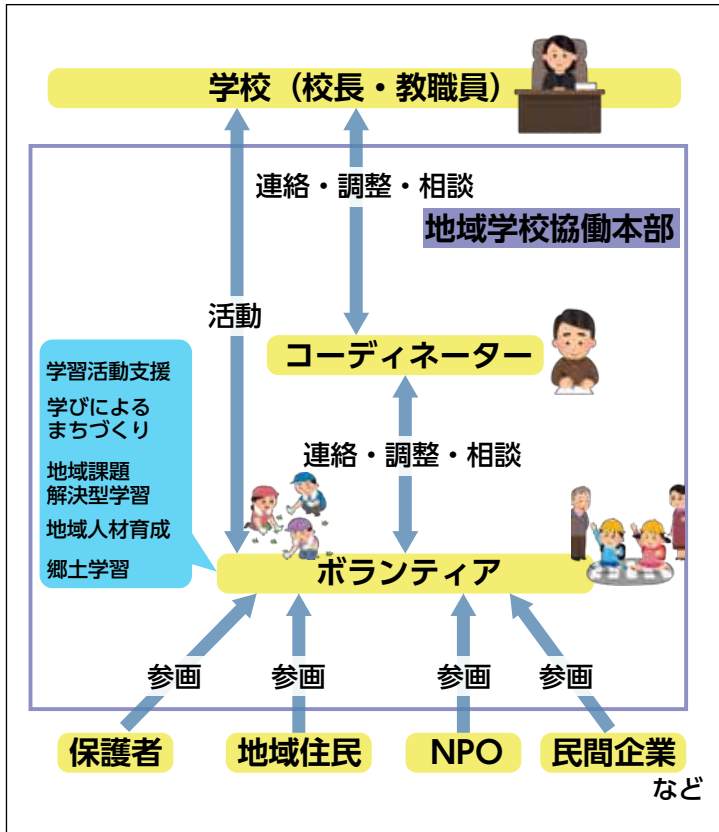 学校（校長・教職員）
連絡・調整・相談
地域学校協働本部
活動
コーディネーター
学習活動支援
学びによる
まちづくり
地域課題
解決型学習
地域人材育成
郷土学習
連絡・調整・相談
ボランティア
参画
参画
参画
参画
保護者
地域住民
NPO
民間企業
など